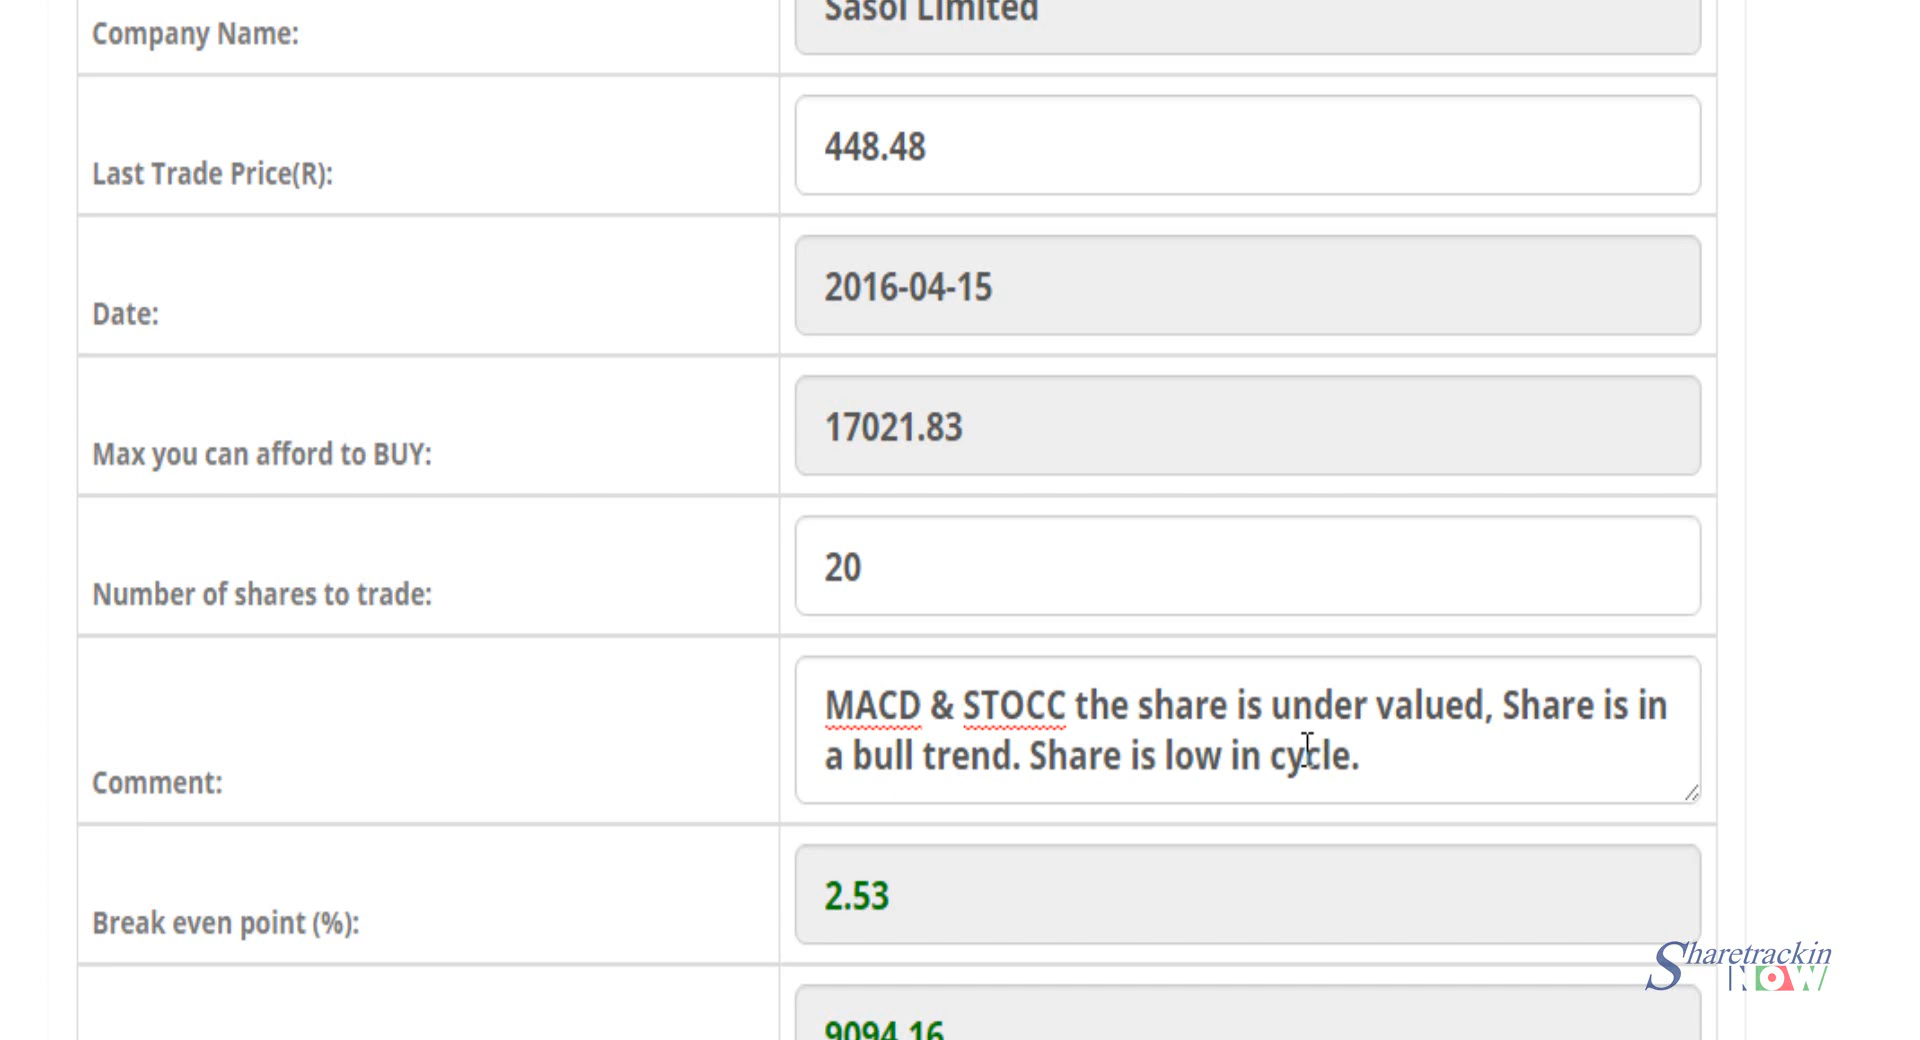 Company Name:
Sasol Limited
Last Trade Price(R):
448.48
Date:
2016-04-15
Max you can afford to BUY:
17021.83
Number of shares to trade:
20
Comment:
MACD & STOCC the share is under valued, Share is in
a bull trend. Share is low in cycle.
Break even point (%):
2.53
9094.16
Sharetrackin
NOW